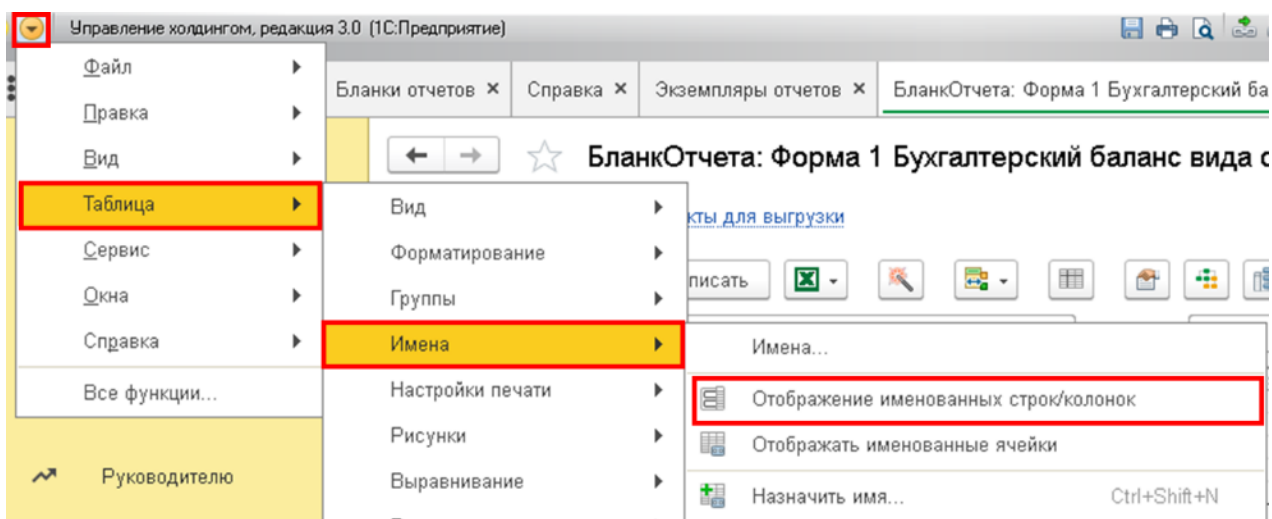 Управление холдингом, редакция 3.0 (1С:Предприятие)
Файл
Правка
Вид
Таблица
Сервис
Окна
Справка
Все функции...
Руководителю
Бланки отчетов ×
Справка ×
Экземпляры отчетов ×
БланкОтчета: Форма 1 Бухгалтерский ба
БланкОтчета: Форма 1 Бухгалтерский баланс вида о
кты для выгрузки
писать
Вид
Форматирование
Группы
Имена
Настройки печати
Рисунки
Выравнивание
Имена...
Отображение именованных строк/колонок
Отображать именованные ячейки
Назначить имя... Ctrl+Shift+N